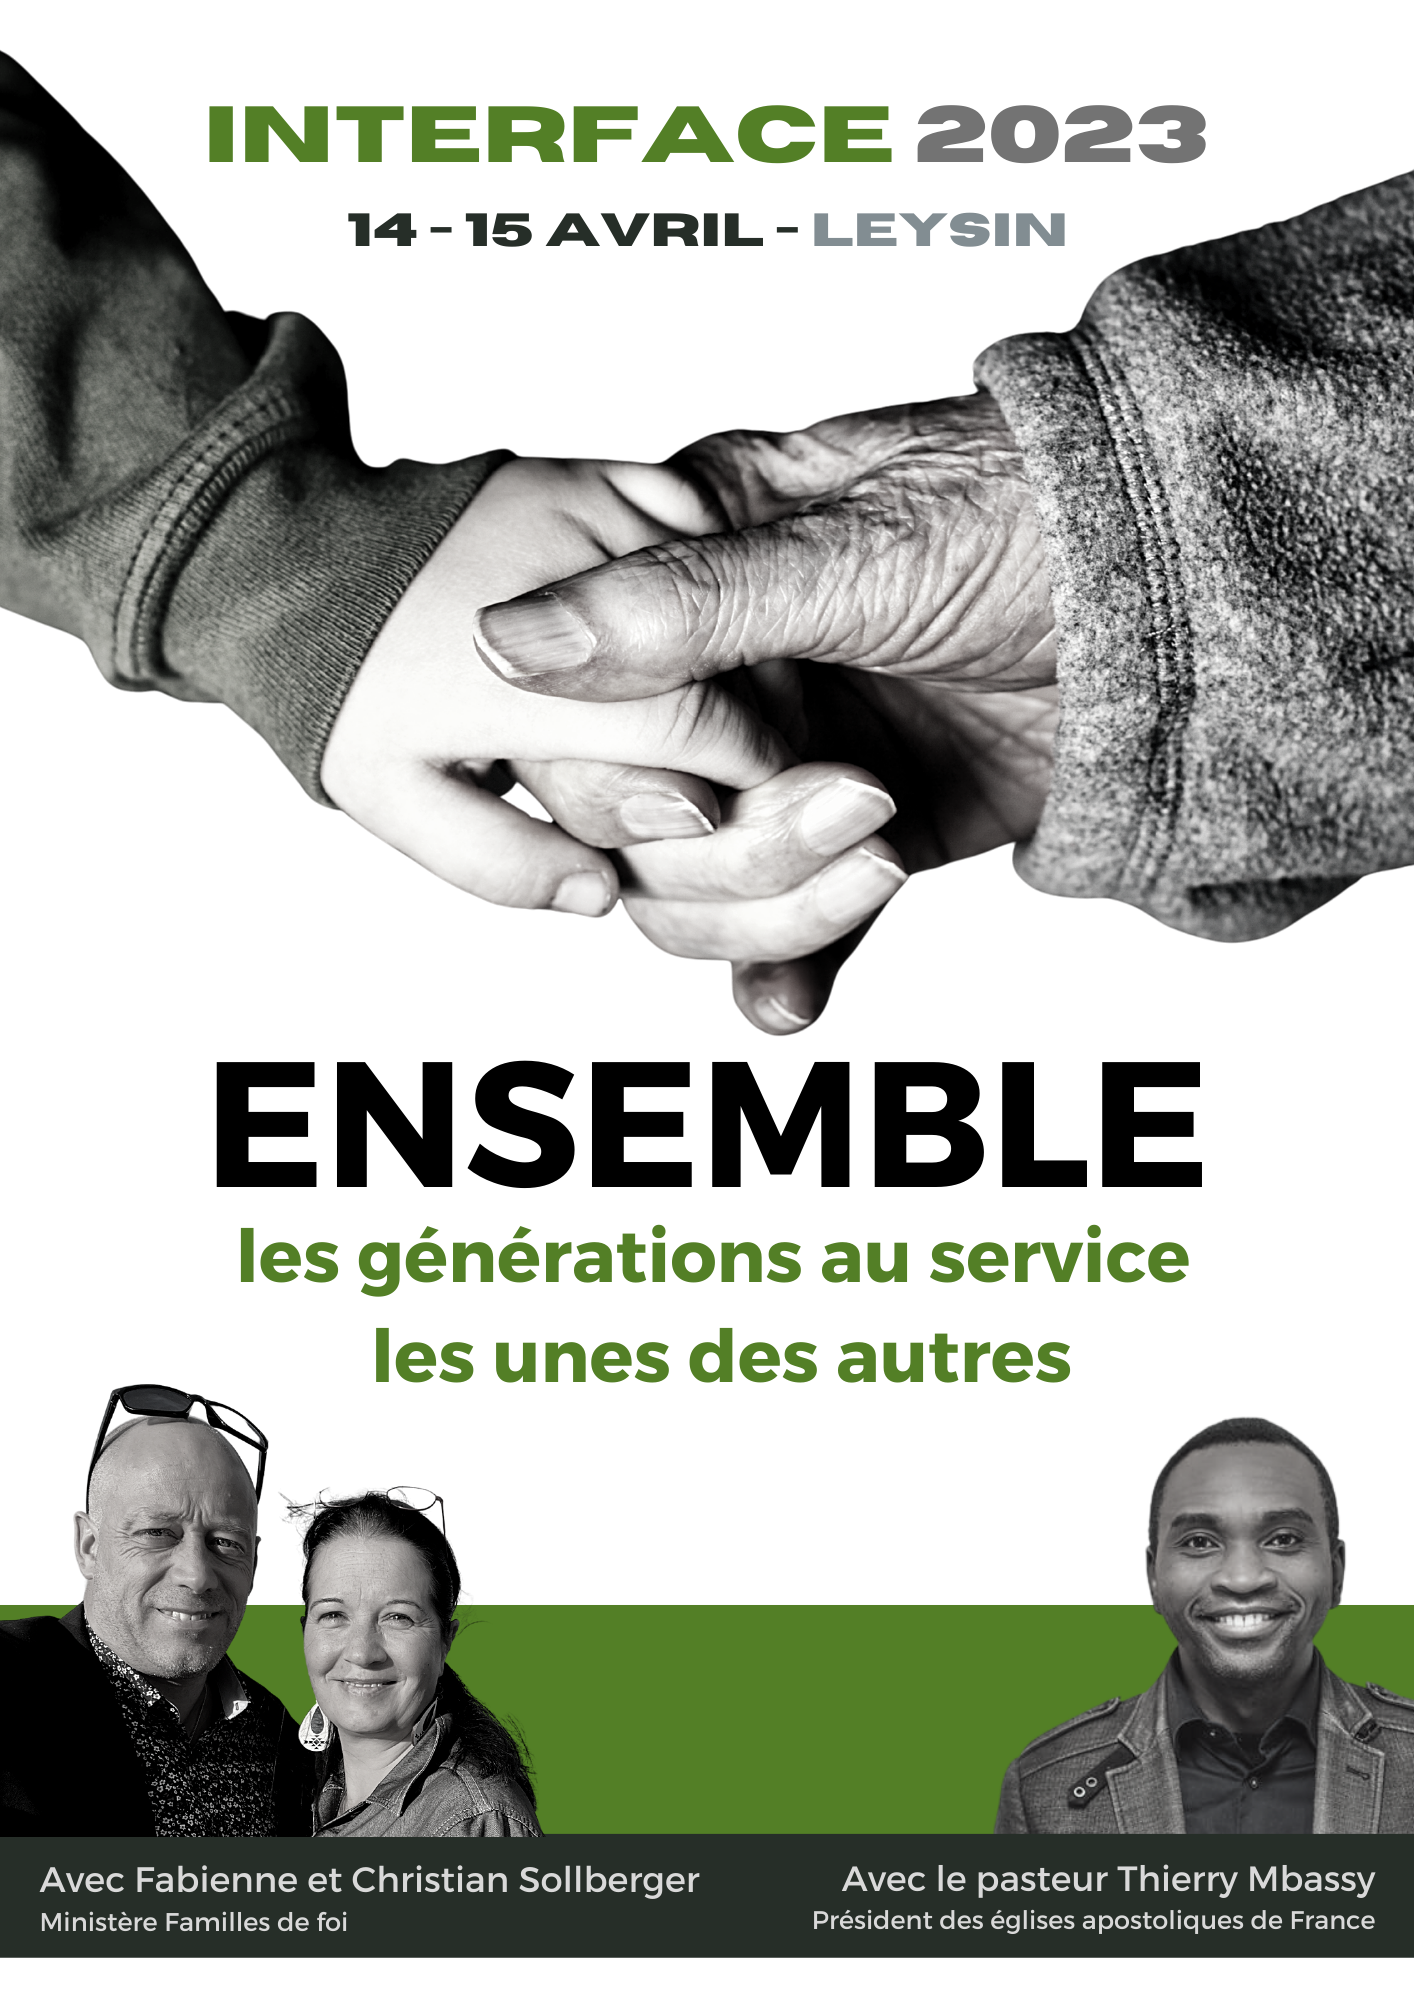 INTERFACE 2023
14 - 15 AVRIL - LEYSIN
ENSEMBLE
les générations au service
les unes des autres
Avec Fabienne et Christian Sollberger
Ministère Familles de foi
Avec le pasteur Thierry Mbassy
Président des églises apostoliques de France